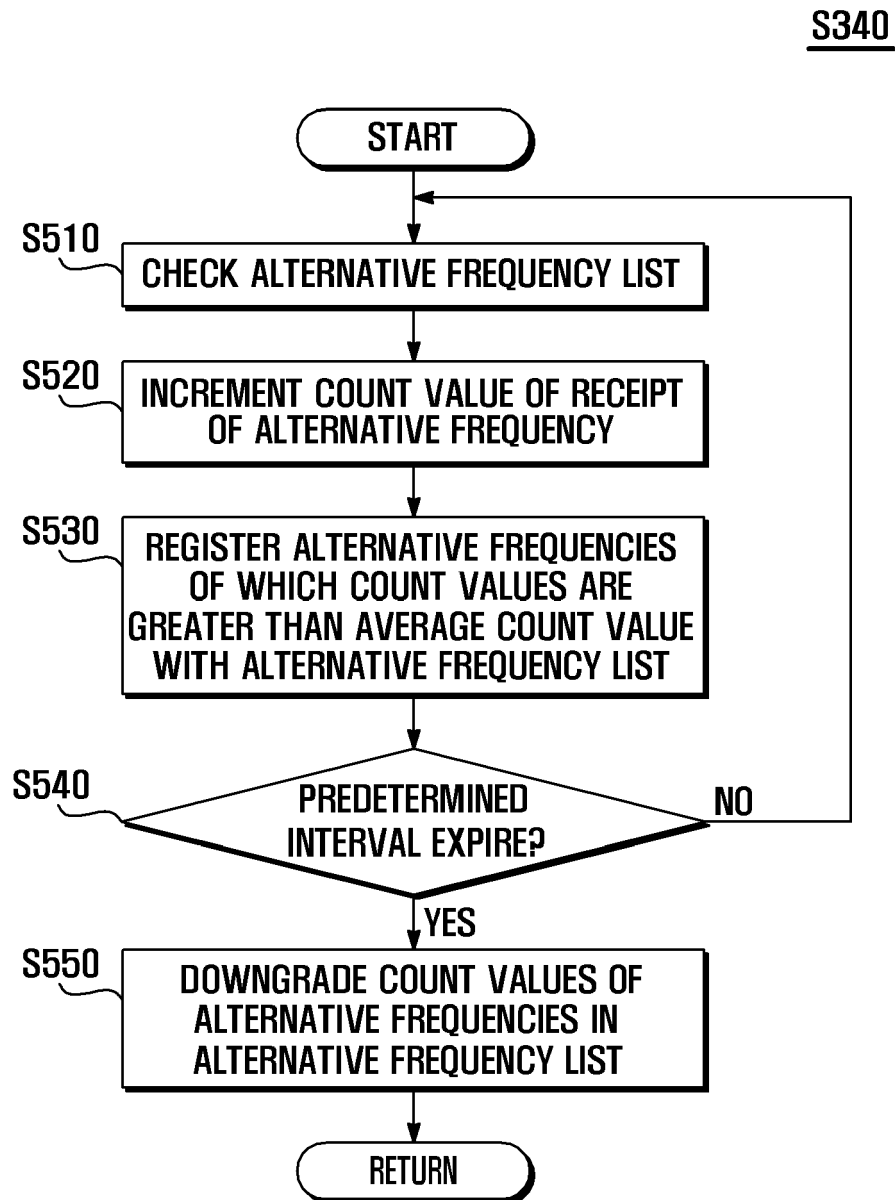 S340
START
S510
CHECK ALTERNATIVE FREQUENCY LIST
S520
INCREMENT COUNT VALUE OF RECEIPT
OF ALTERNATIVE FREQUENCY
S530
REGISTER ALTERNATIVE FREQUENCIES
OF WHICH COUNT VALUES ARE
GREATER THAN AVERAGE COUNT VALUE
WITH ALTERNATIVE FREQUENCY LIST
S540
PREDETERMINED
INTERVAL EXPIRE?
NO
YES
S550
DOWNGRADE COUNT VALUES OF
ALTERNATIVE FREQUENCIES IN
ALTERNATIVE FREQUENCY LIST
RETURN